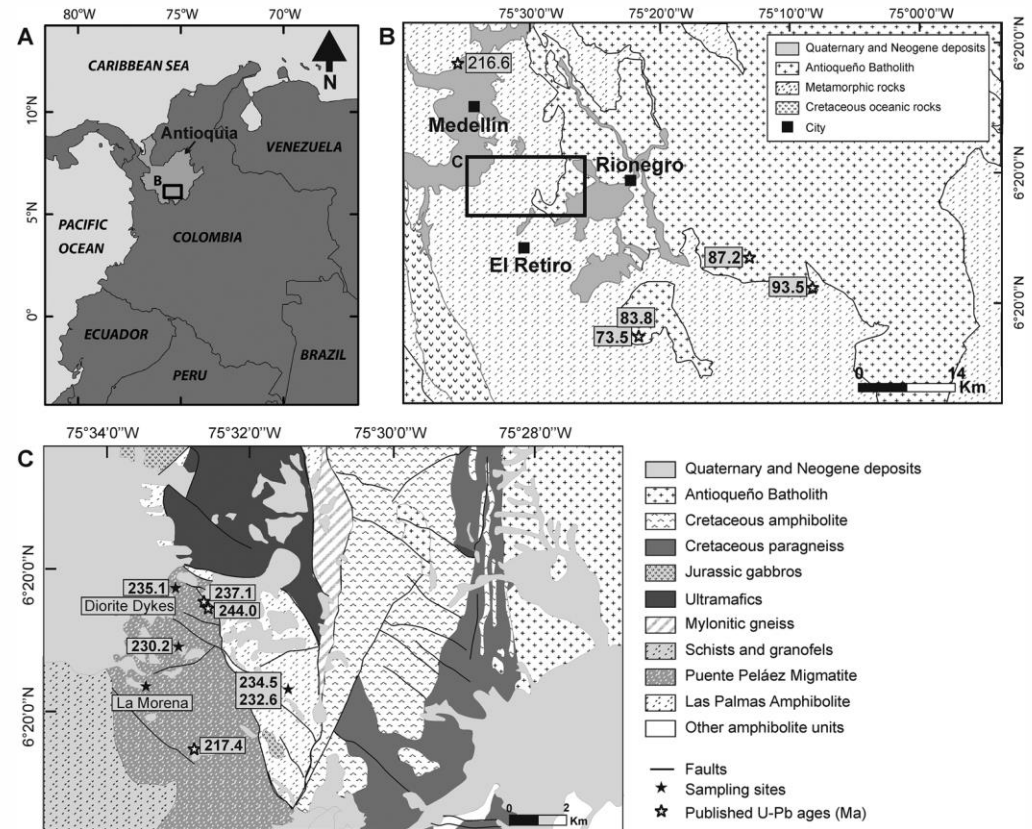 A
N
CARIBBEAN SEA
Antioquia
VENEZUELA
B
PACIFIC
OCEAN
COLOMBIA
ECUADOR
PERU
BRAZIL
10°N
5°N
0°
80°W
75°W
70°W
B
75°30'0"W
75°20'0"W
75°10'0"W
75°00'0"W
216.6
Medellín
C
Rionegro
El Retiro
87.2
93.5
83.8
73.5
Quaternary and Neogene deposits
Antioqueño Batholith
Metamorphic rocks
Cretaceous oceanic rocks
City
6°20'0"N
6°20'0"N
6°20'0"N
0
14
Km
C
75°34'0"W
75°32'0"W
75°30'0"W
75°28'0"W
6°20'0"N
6°20'0"N
235.1
237.1
Diorite Dykes
244.0
230.2
234.5
232.6
La Morena
217.4
0
2
Km
Quaternary and Neogene deposits
Antioqueño Batholith
Cretaceous amphibolite
Cretaceous paragneiss
Jurassic gabbros
Ultramafics
Mylonitic gneiss
Schists and granofels
Puente Peláez Migmatite
Las Palmas Amphibolite
Other amphibolite units
Faults
Sampling sites
Published U-Pb ages (Ma)